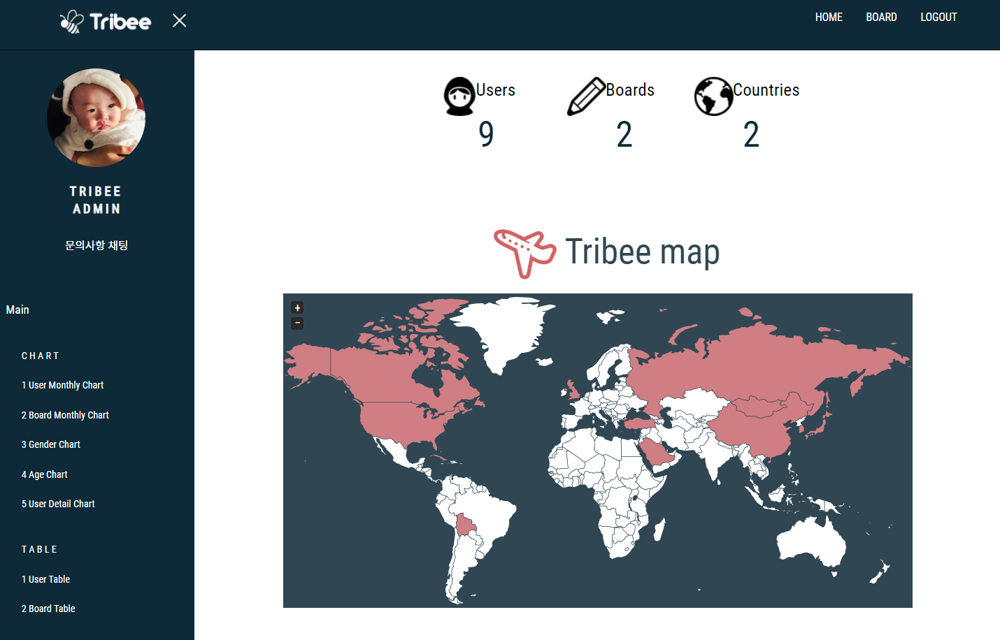 Tribee
HOME BOARD LOGOUT
TRIBEE
ADMIN
문의사항 채팅
Main
CHART
1 User Monthly Chart
2 Board Monthly Chart
3 Gender Chart
4 Age Chart
5 User Detail Chart
TABLE
1 User Table
2 Board Table
Users
9
Boards
2
Countries
2
Tribee map
+
−